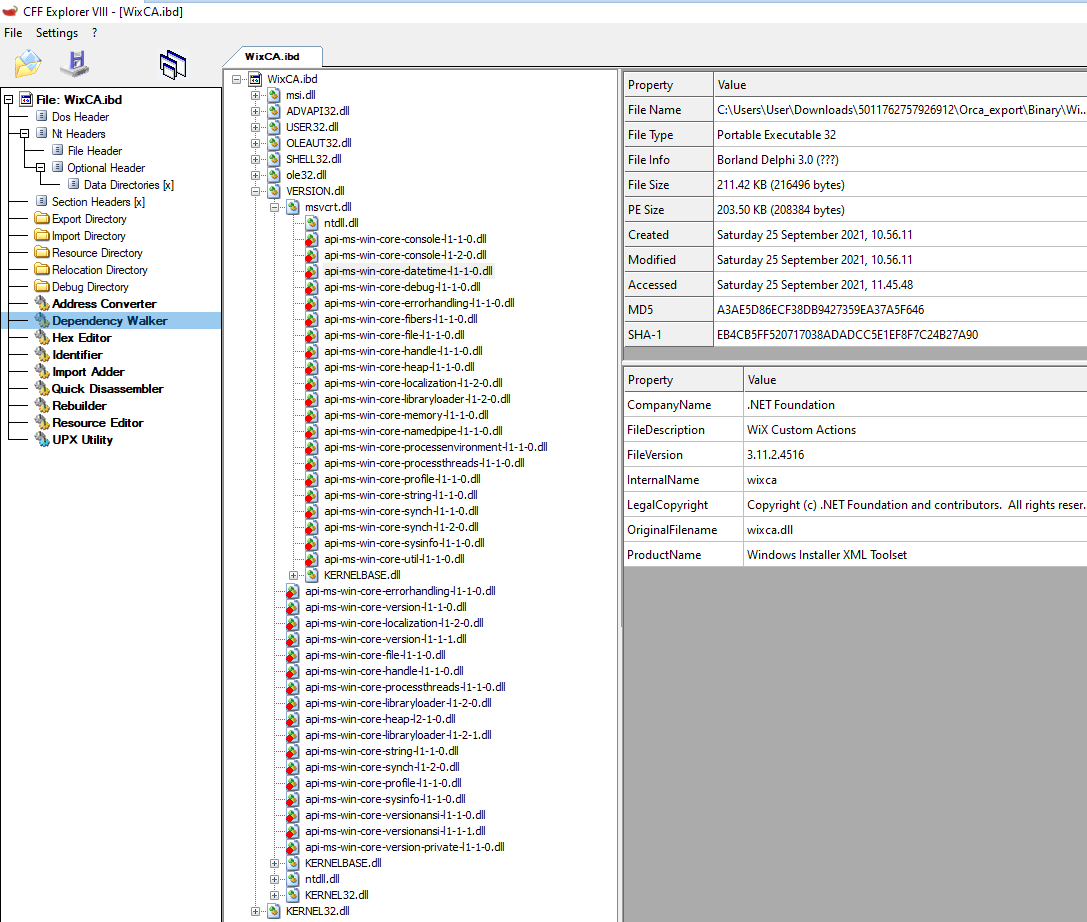 CFF Explorer VIII - [WixCA.ibd]
File Settings ?
WixCA.ibd
File: WixCA.ibd
Dos Header
Nt Headers
File Header
Optional Header
Data Directories [x]
Section Headers [x]
Export Directory
Import Directory
Resource Directory
Relocation Directory
Debug Directory
Address Converter
Dependency Walker
Hex Editor
Identifier
Import Adder
Quick Disassembler
Rebuilder
Resource Editor
UPX Utility
WixCA.ibd
msi.dll
ADVAPI32.dll
USER32.dll
OLEAUT32.dll
SHELL32.dll
ole32.dll
VERSION.dll
msvcrt.dll
ntdll.dll
api-ms-win-core-console-l1-1-0.dll
api-ms-win-core-console-l1-2-0.dll
api-ms-win-core-datetime-l1-1-0.dll
api-ms-win-core-debug-l1-1-0.dll
api-ms-win-core-errorhandling-l1-1-0.dll
api-ms-win-core-fibers-l1-1-0.dll
api-ms-win-core-file-l1-1-0.dll
api-ms-win-core-handle-l1-1-0.dll
api-ms-win-core-heap-l1-1-0.dll
api-ms-win-core-localization-l1-2-0.dll
api-ms-win-core-libraryloader-l1-2-0.dll
api-ms-win-core-memory-l1-1-0.dll
api-ms-win-core-namedpipe-l1-1-0.dll
api-ms-win-core-processenvironment-l1-1-0.dll
api-ms-win-core-processthreads-l1-1-0.dll
api-ms-win-core-profile-l1-1-0.dll
api-ms-win-core-string-l1-1-0.dll
api-ms-win-core-synch-l1-1-0.dll
api-ms-win-core-synch-l1-2-0.dll
api-ms-win-core-sysinfo-l1-1-0.dll
api-ms-win-core-util-l1-1-0.dll
KERNELBASE.dll
api-ms-win-core-errorhandling-l1-1-0.dll
api-ms-win-core-version-l1-1-0.dll
api-ms-win-core-localization-l1-2-0.dll
api-ms-win-core-version-l1-1-1.dll
api-ms-win-core-file-l1-1-0.dll
api-ms-win-core-handle-l1-1-0.dll
api-ms-win-core-processthreads-l1-1-0.dll
api-ms-win-core-libraryloader-l1-2-0.dll
api-ms-win-core-heap-l2-1-0.dll
api-ms-win-core-libraryloader-l1-2-1.dll
api-ms-win-core-string-l1-1-0.dll
api-ms-win-core-synch-l1-2-0.dll
api-ms-win-core-profile-l1-1-0.dll
api-ms-win-core-sysinfo-l1-1-0.dll
api-ms-win-core-versionansi-l1-1-0.dll
api-ms-win-core-versionansi-l1-1-1.dll
api-ms-win-core-version-private-l1-1-0.dll
KERNELBASE.dll
ntdll.dll
KERNEL32.dll
KERNEL32.dll
Property Value
File Name C:\Users\User\Downloads\5011762757926912\Orca_export\Binary\Wi...
File Type Portable Executable 32
File Info Borland Delphi 3.0 (???)
File Size 211.42 KB (216496 bytes)
PE Size 203.50 KB (208384 bytes)
Created Saturday 25 September 2021, 10.56.11
Modified Saturday 25 September 2021, 10.56.11
Accessed Saturday 25 September 2021, 11.45.48
MD5 A3AE5D86ECF38DB9427359EA37A5F646
SHA-1 EB4CB5FF520717038ADADCC5E1EF8F7C24B27A90
Property Value
CompanyName .NET Foundation
FileDescription WiX Custom Actions
FileVersion 3.11.2.4516
InternalName wixca
LegalCopyright Copyright (c) .NET Foundation and contributors. All rights reser.
OriginalFilename wixca.dll
ProductName Windows Installer XML Toolset